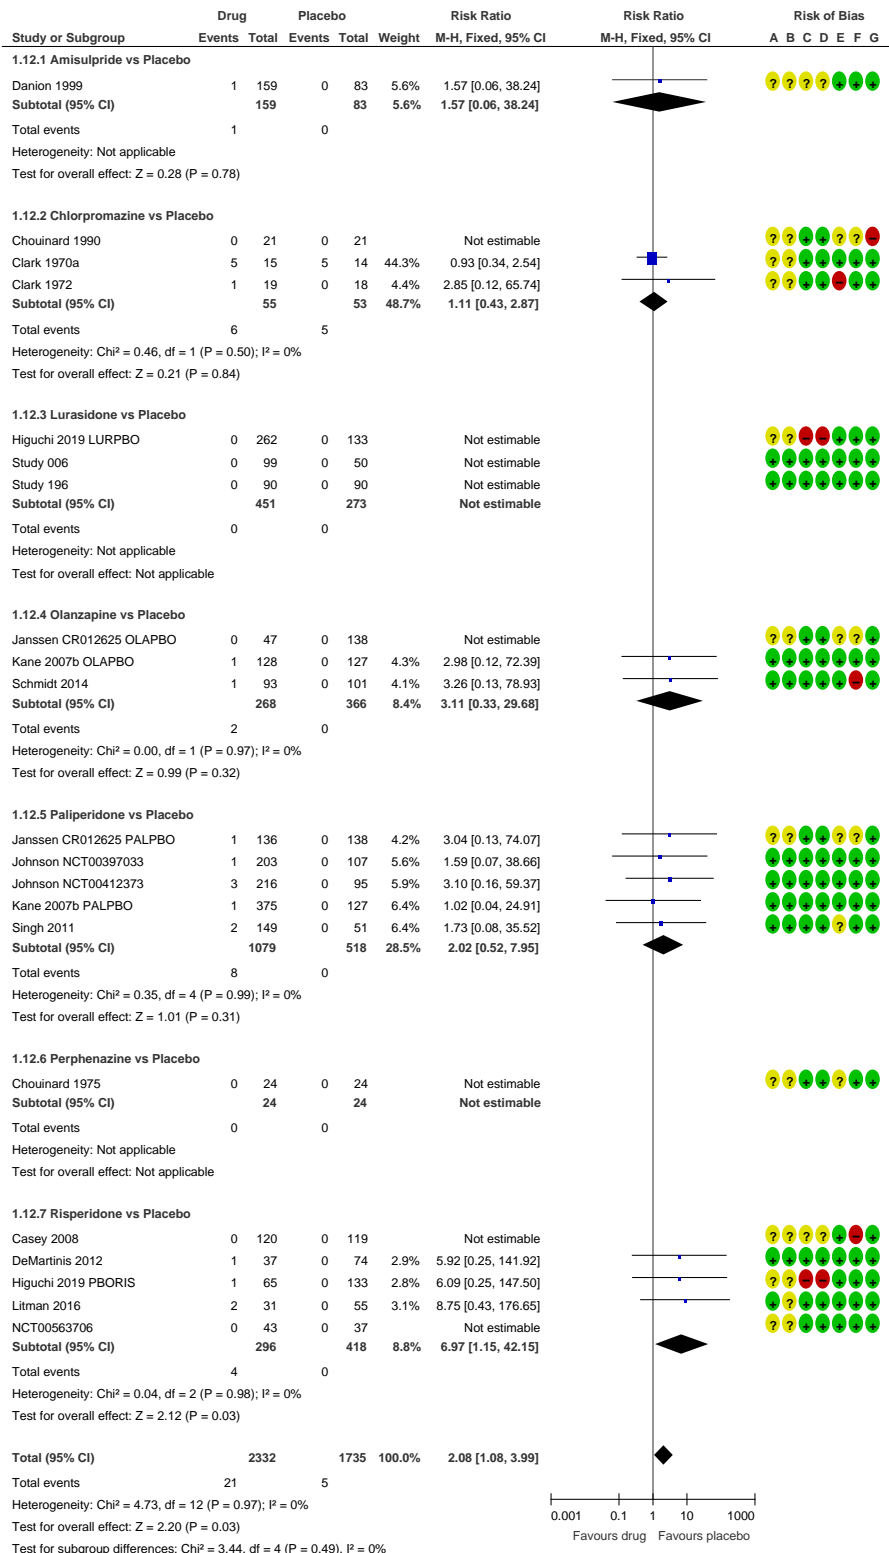 Drug Placebo Risk Ratio Risk Ratio Risk of Bias
Study or Subgroup Events Total Events Total Weight M-H, Fixed, 95% CI M-H, Fixed, 95% CI A B C D E F G
1.12.1 Amisulpride vs Placebo
Danion 1999 1 159 0 83 5.6% 1.57 [0.06, 38.24] ? ? ? ? + + +
Subtotal (95% CI) 159 83 5.6% 1.57 [0.06, 38.24]
Total events 1 0
Heterogeneity: Not applicable
Test for overall effect: Z = 0.28 (P = 0.78)
1.12.2 Chlorpromazine vs Placebo
Chouinard 1990 0 21 0 21 Not estimable ? ? + + ? ? −
Clark 1970a 5 15 5 14 44.3% 0.93 [0.34, 2.54] ? ? + + + + +
Clark 1972 1 19 0 18 4.4% 2.85 [0.12, 65.74] ? ? + + − + +
Subtotal (95% CI) 55 53 48.7% 1.11 [0.43, 2.87]
Total events 6 5
Heterogeneity: Chi² = 0.46, df = 1 (P = 0.50); I² = 0%
Test for overall effect: Z = 0.21 (P = 0.84)
1.12.3 Lurasidone vs Placebo
Higuchi 2019 LURPBO 0 262 0 133 Not estimable ? ? − − + + +
Study 006 0 99 0 50 Not estimable + + + + + + +
Study 196 0 90 0 90 Not estimable + + + + + + +
Subtotal (95% CI) 451 273 Not estimable
Total events 0 0
Heterogeneity: Not applicable
Test for overall effect: Not applicable
1.12.4 Olanzapine vs Placebo
Janssen CR012625 OLAPBO 0 47 0 138 Not estimable ? ? + + ? ? +
Kane 2007b OLAPBO 1 128 0 127 4.3% 2.98 [0.12, 72.39] + + + + + + +
Schmidt 2014 1 93 0 101 4.1% 3.26 [0.13, 78.93] + + + + + − +
Subtotal (95% CI) 268 366 8.4% 3.11 [0.33, 29.68]
Total events 2 0
Heterogeneity: Chi² = 0.00, df = 1 (P = 0.97); I² = 0%
Test for overall effect: Z = 0.99 (P = 0.32)
1.12.5 Paliperidone vs Placebo
Janssen CR012625 PALPBO 1 136 0 138 4.2% 3.04 [0.13, 74.07] ? ? + + ? ? +
Johnson NCT00397033 1 203 0 107 5.6% 1.59 [0.07, 38.66] + + + + + + +
Johnson NCT00412373 3 216 0 95 5.9% 3.10 [0.16, 59.37] + + + + + + +
Kane 2007b PALPBO 1 375 0 127 6.4% 1.02 [0.04, 24.91] + + + + + + +
Singh 2011 2 149 0 51 6.4% 1.73 [0.08, 35.52] + + + + ? + +
Subtotal (95% CI) 1079 518 28.5% 2.02 [0.52, 7.95]
Total events 8 0
Heterogeneity: Chi² = 0.35, df = 4 (P = 0.99); I² = 0%
Test for overall effect: Z = 1.01 (P = 0.31)
1.12.6 Perphenazine vs Placebo
Chouinard 1975 0 24 0 24 Not estimable ? ? + + ? + +
Subtotal (95% CI) 24 24 Not estimable
Total events 0 0
Heterogeneity: Not applicable
Test for overall effect: Not applicable
1.12.7 Risperidone vs Placebo
Casey 2008 0 120 0 119 Not estimable ? ? ? ? + − +
DeMartinis 2012 1 37 0 74 2.9% 5.92 [0.25, 141.92] + + + + + + +
Higuchi 2019 PBORIS 1 65 0 133 2.8% 6.09 [0.25, 147.50] ? ? − − + + +
Litman 2016 2 31 0 55 3.1% 8.75 [0.43, 176.65] + ? + + + + +
NCT00563706 0 43 0 37 Not estimable ? ? + + + + +
Subtotal (95% CI) 296 418 8.8% 6.97 [1.15, 42.15]
Total events 4 0
Heterogeneity: Chi² = 0.04, df = 2 (P = 0.98); I² = 0%
Test for overall effect: Z = 2.12 (P = 0.03)
Total (95% CI) 2332 1735 100.0% 2.08 [1.08, 3.99]
Total events 21 5
Heterogeneity: Chi² = 4.73, df = 12 (P = 0.97); I² = 0%
Test for overall effect: Z = 2.20 (P = 0.03)
Test for subgroup differences: Chi² = 3.44, df = 4 (P = 0.49), I² = 0%
0.001 0.1 1 10 1000
Favours drug Favours placebo